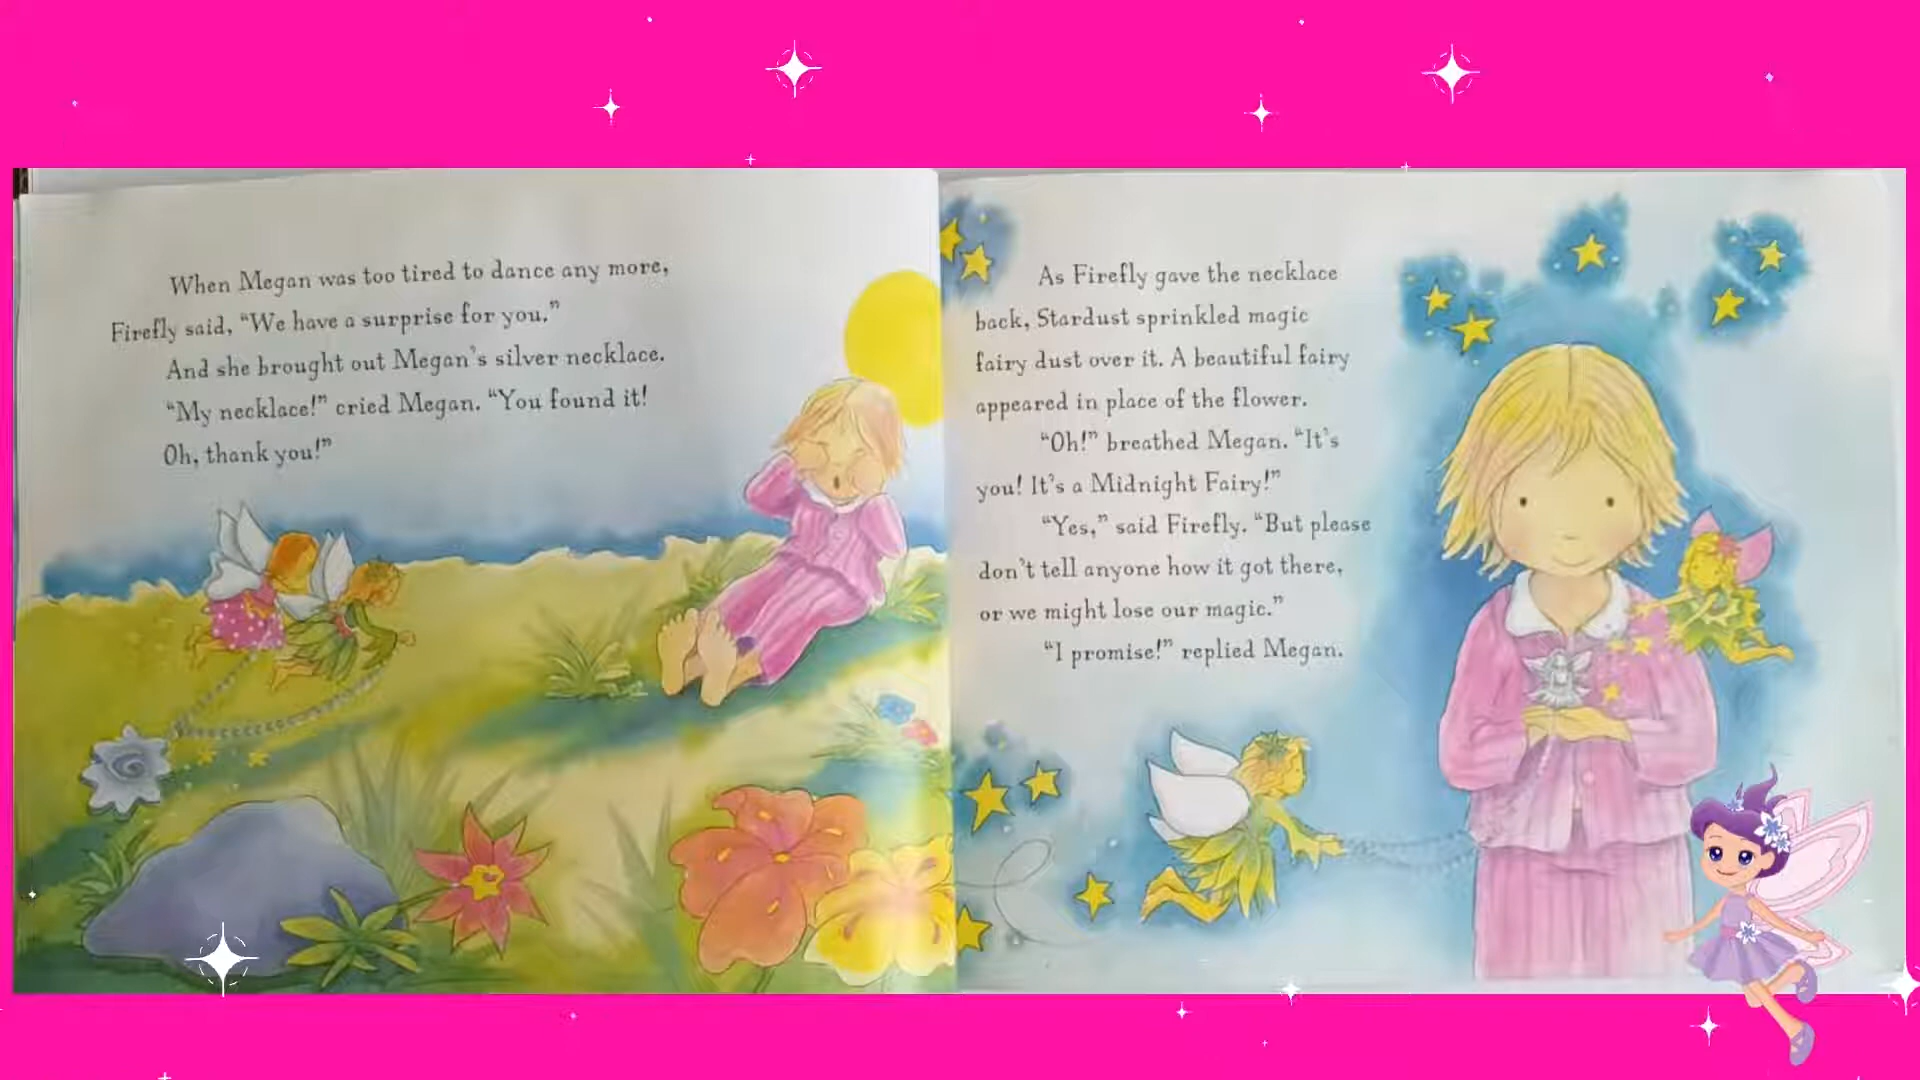 When Megan was too tired to dance any more,
Firefly said, “We have a surprise for you.”
And she brought out Megan’s silver necklace.
“My necklace!” cried Megan. “You found it!
Oh, thank you!”
As Firefly gave the necklace
back, Stardust sprinkled magic
fairy dust over it. A beautiful fairy
appeared in place of the flower.
“Oh!” breathed Megan. “It’s
you! It’s a Midnight Fairy!”
“Yes,” said Firefly. “But please
don’t tell anyone how it got there,
or we might lose our magic.”
“I promise!” replied Megan.